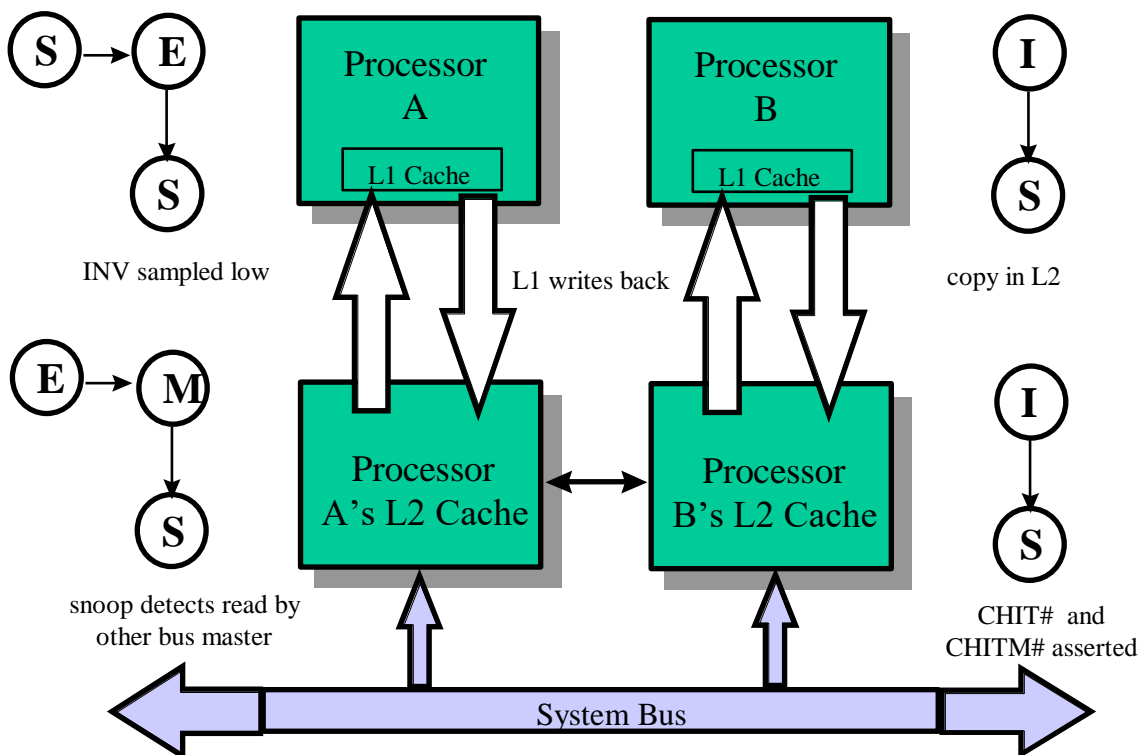 S
E
S
INV sampled low
Processor
A
L1 Cache
Processor
B
L1 Cache
I
S
copy in L2
L1 writes back
E
M
S
snoop detects read by
other bus master
Processor
A's L2 Cache
Processor
B's L2 Cache
I
S
CHIT# and
CHITM# asserted
System Bus